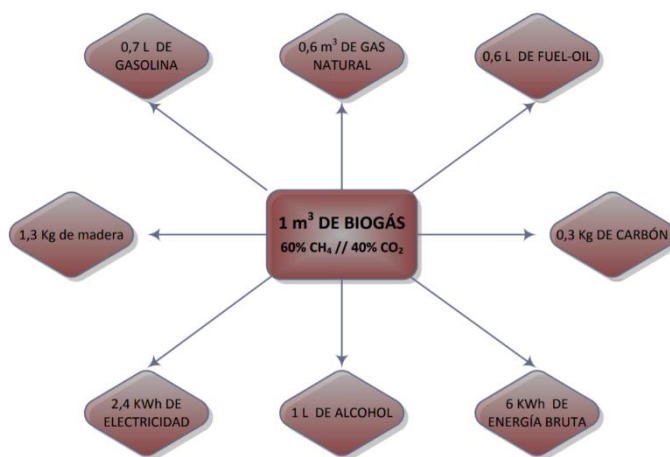 0,7 L DE
GASOLINA
0,6 m³ DE GAS
NATURAL
0,6 L DE FUEL-OIL
1,3 Kg de madera
1 m³ DE BIOGÁS
60% CH₄ // 40% CO₂
0,3 Kg DE CARBÓN
2,4 KWh DE
ELECTRICIDAD
1 L DE ALCOHOL
6 KWh DE
ENERGÍA BRUTA